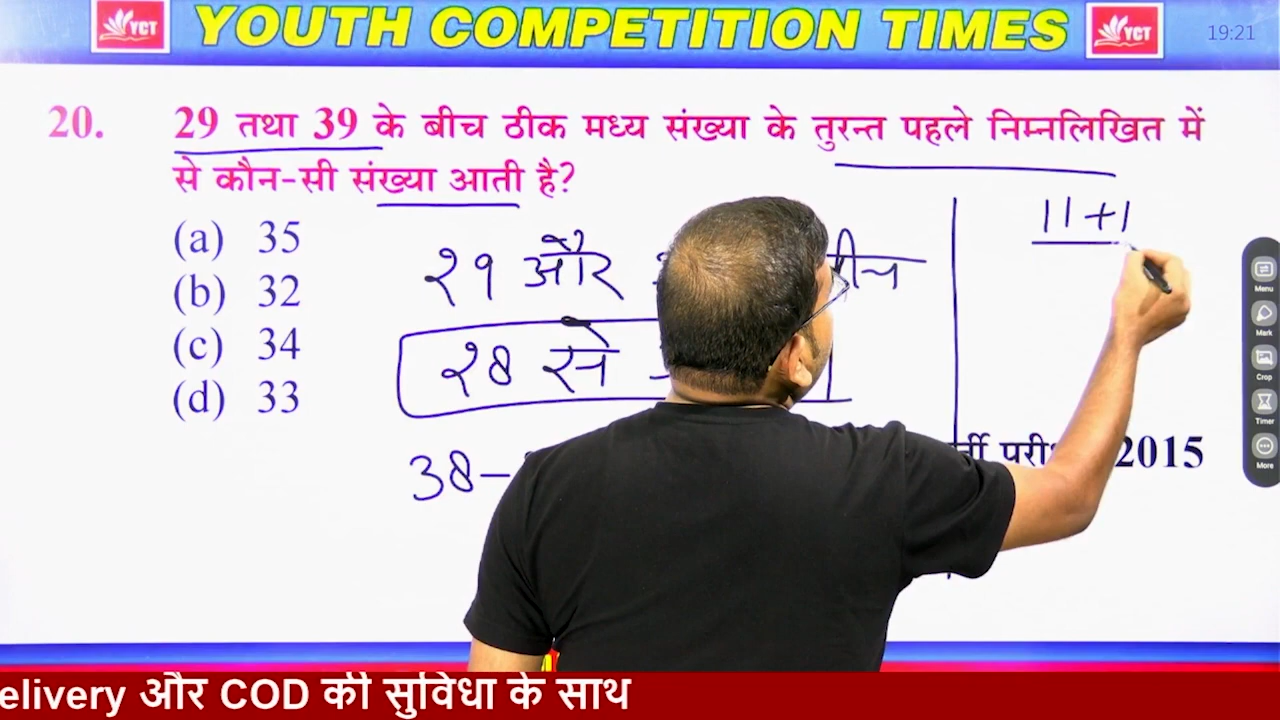 YCT YOUTH COMPETITION TIMES YCT 19:21
20. 29 तथा 39 के बीच ठीक मध्य संख्या के तुरन्त पहले निम्नलिखित में
से कौन-सी संख्या आती है?
11+1
(a) 35
(b) 32
(c) 34
(d) 33
२९ और
बीच
से
38-
2015
Menu
Mark
Crop
Timer
More
elivery और COD की सुविधा के साथ